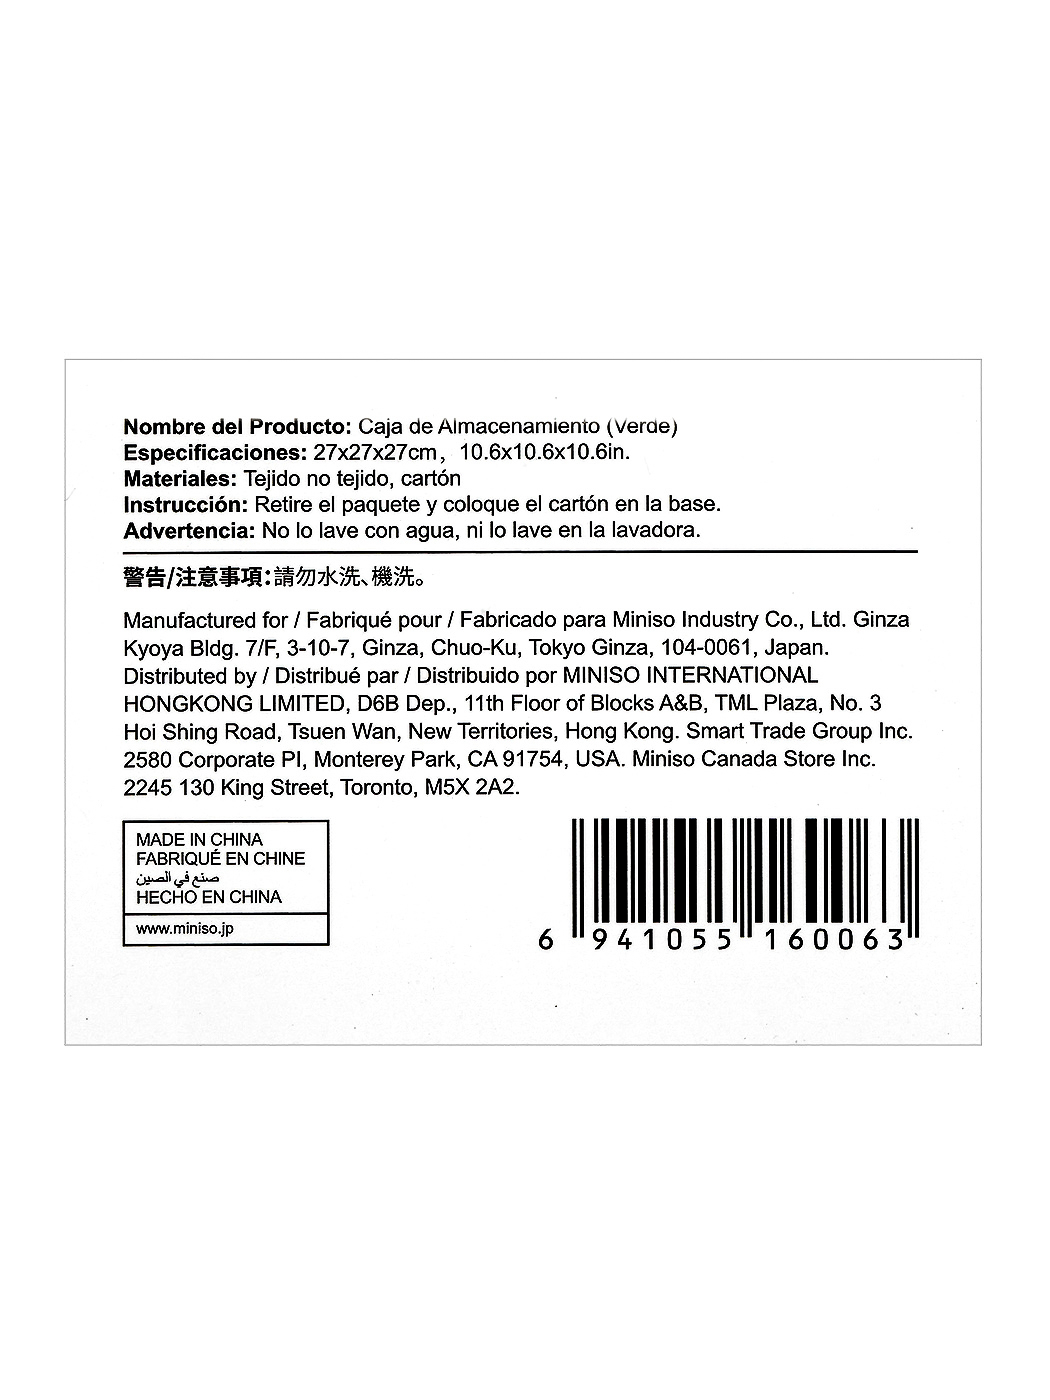 Nombre del Producto: Caja de Almacenamiento (Verde)
Especificaciones: 27x27x27cm, 10.6x10.6x10.6in.
Materiales: Tejido no tejido, cartón
Instrucción: Retire el paquete y coloque el cartón en la base.
Advertencia: No lo lave con agua, ni lo lave en la lavadora.
警告/注意事項:請勿水洗、機洗。
Manufactured for / Fabriqué pour / Fabricado para Miniso Industry Co., Ltd. Ginza
Kyoya Bldg. 7/F, 3-10-7, Ginza, Chuo-Ku, Tokyo Ginza, 104-0061, Japan.
Distributed by / Distribué par / Distribuido por MINISO INTERNATIONAL
HONGKONG LIMITED, D6B Dep., 11th Floor of Blocks A&B, TML Plaza, No. 3
Hoi Shing Road, Tsuen Wan, New Territories, Hong Kong. Smart Trade Group Inc.
2580 Corporate PI, Monterey Park, CA 91754, USA. Miniso Canada Store Inc.
2245 130 King Street, Toronto, M5X 2A2.
MADE IN CHINA
FABRIQUÉ EN CHINE
صنع في الصين
HECHO EN CHINA
www.miniso.jp
6 941055 160063